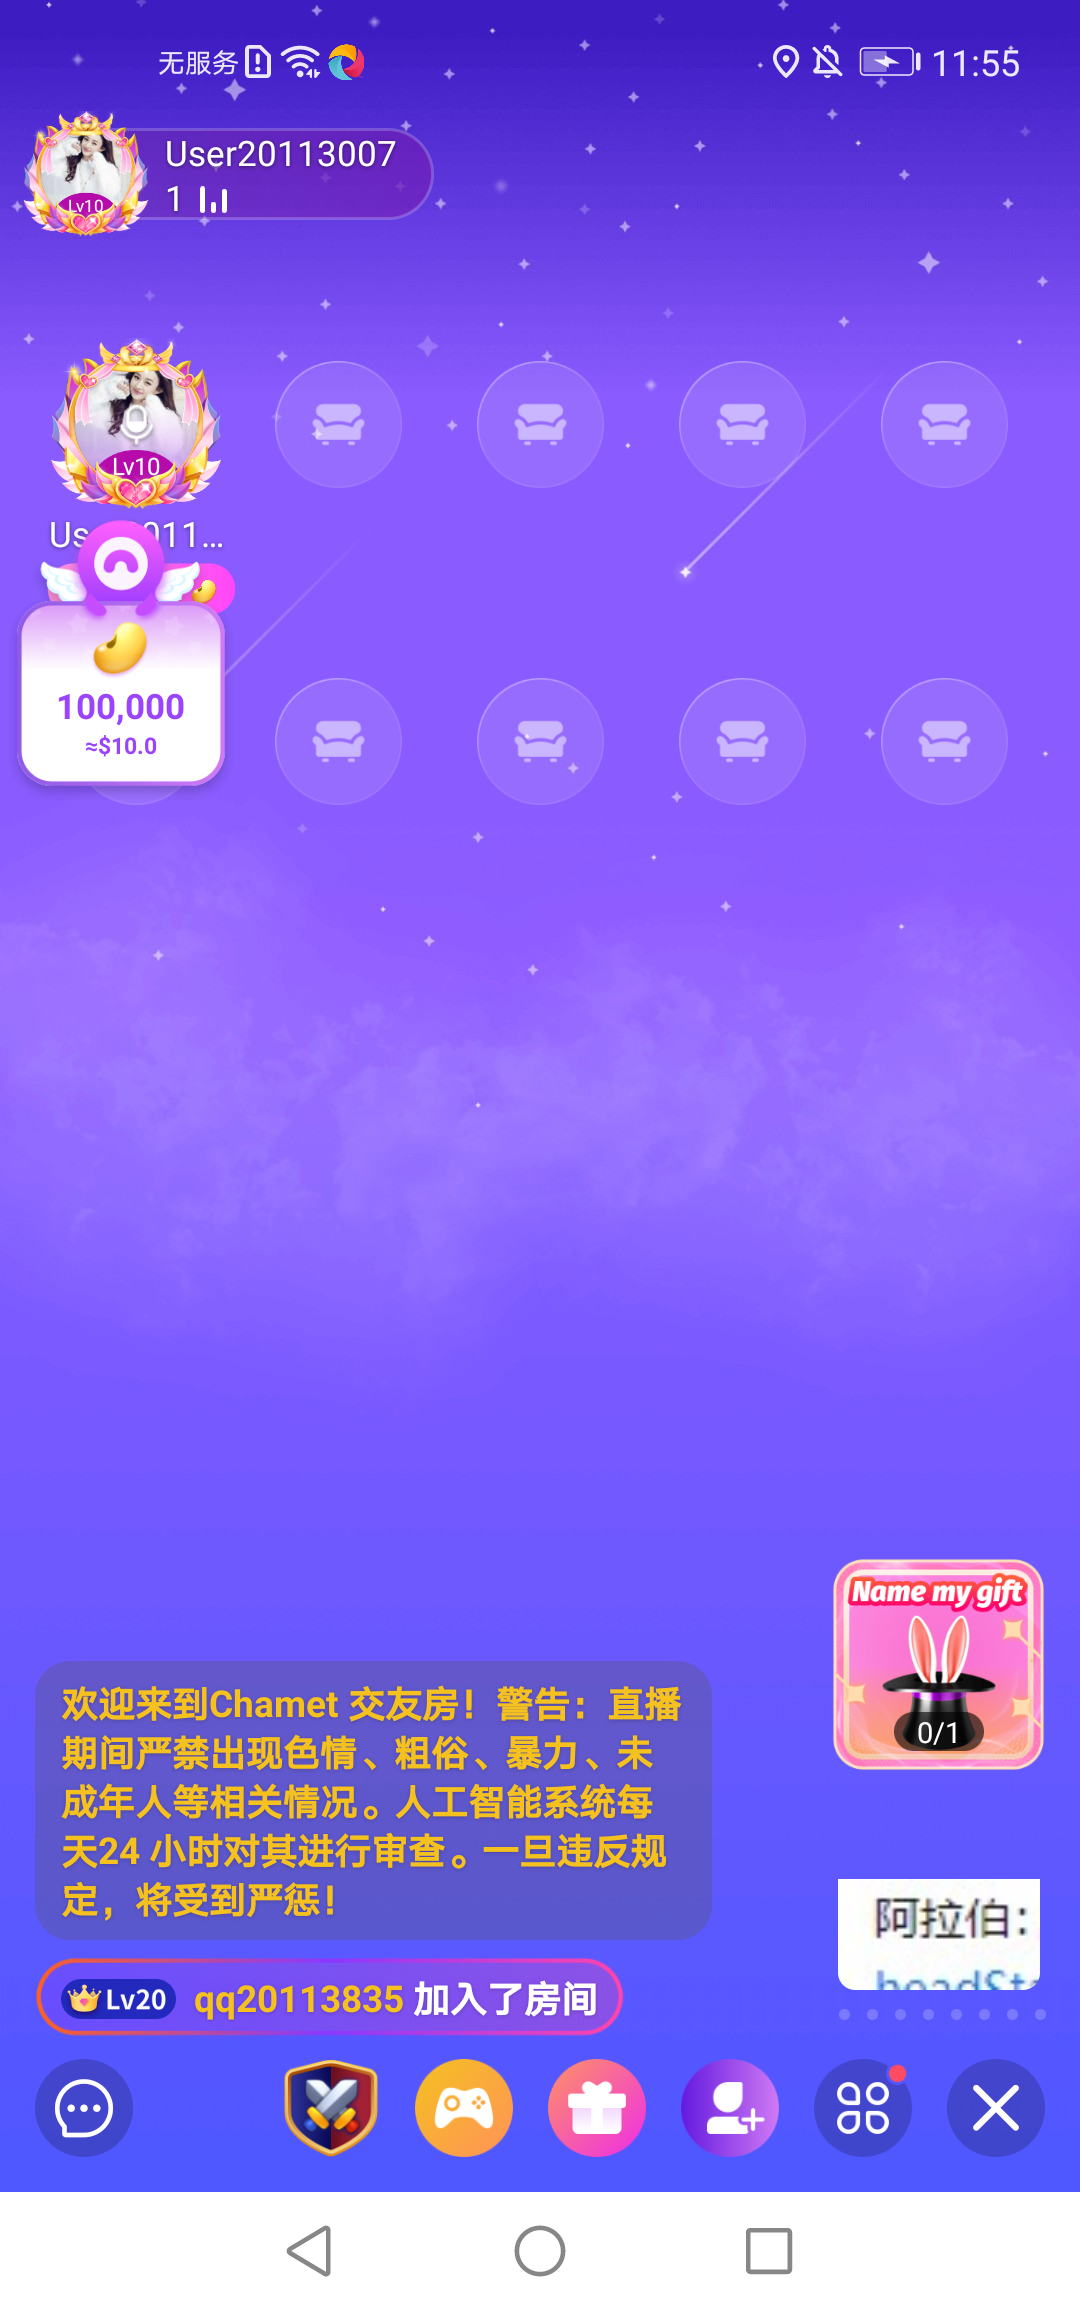 无服务
11:55
User20113007
1
Lv10
Lv10
100,000
≈$10.0
Name my gift
0/1
欢迎来到Chamet 交友房！警告：直播
期间严禁出现色情、粗俗、暴力、未
成年人等相关情况。人工智能系统每
天24 小时对其进行审查。一旦违反规
定，将受到严惩！
阿拉伯:
Lv20 qq20113835 加入了房间